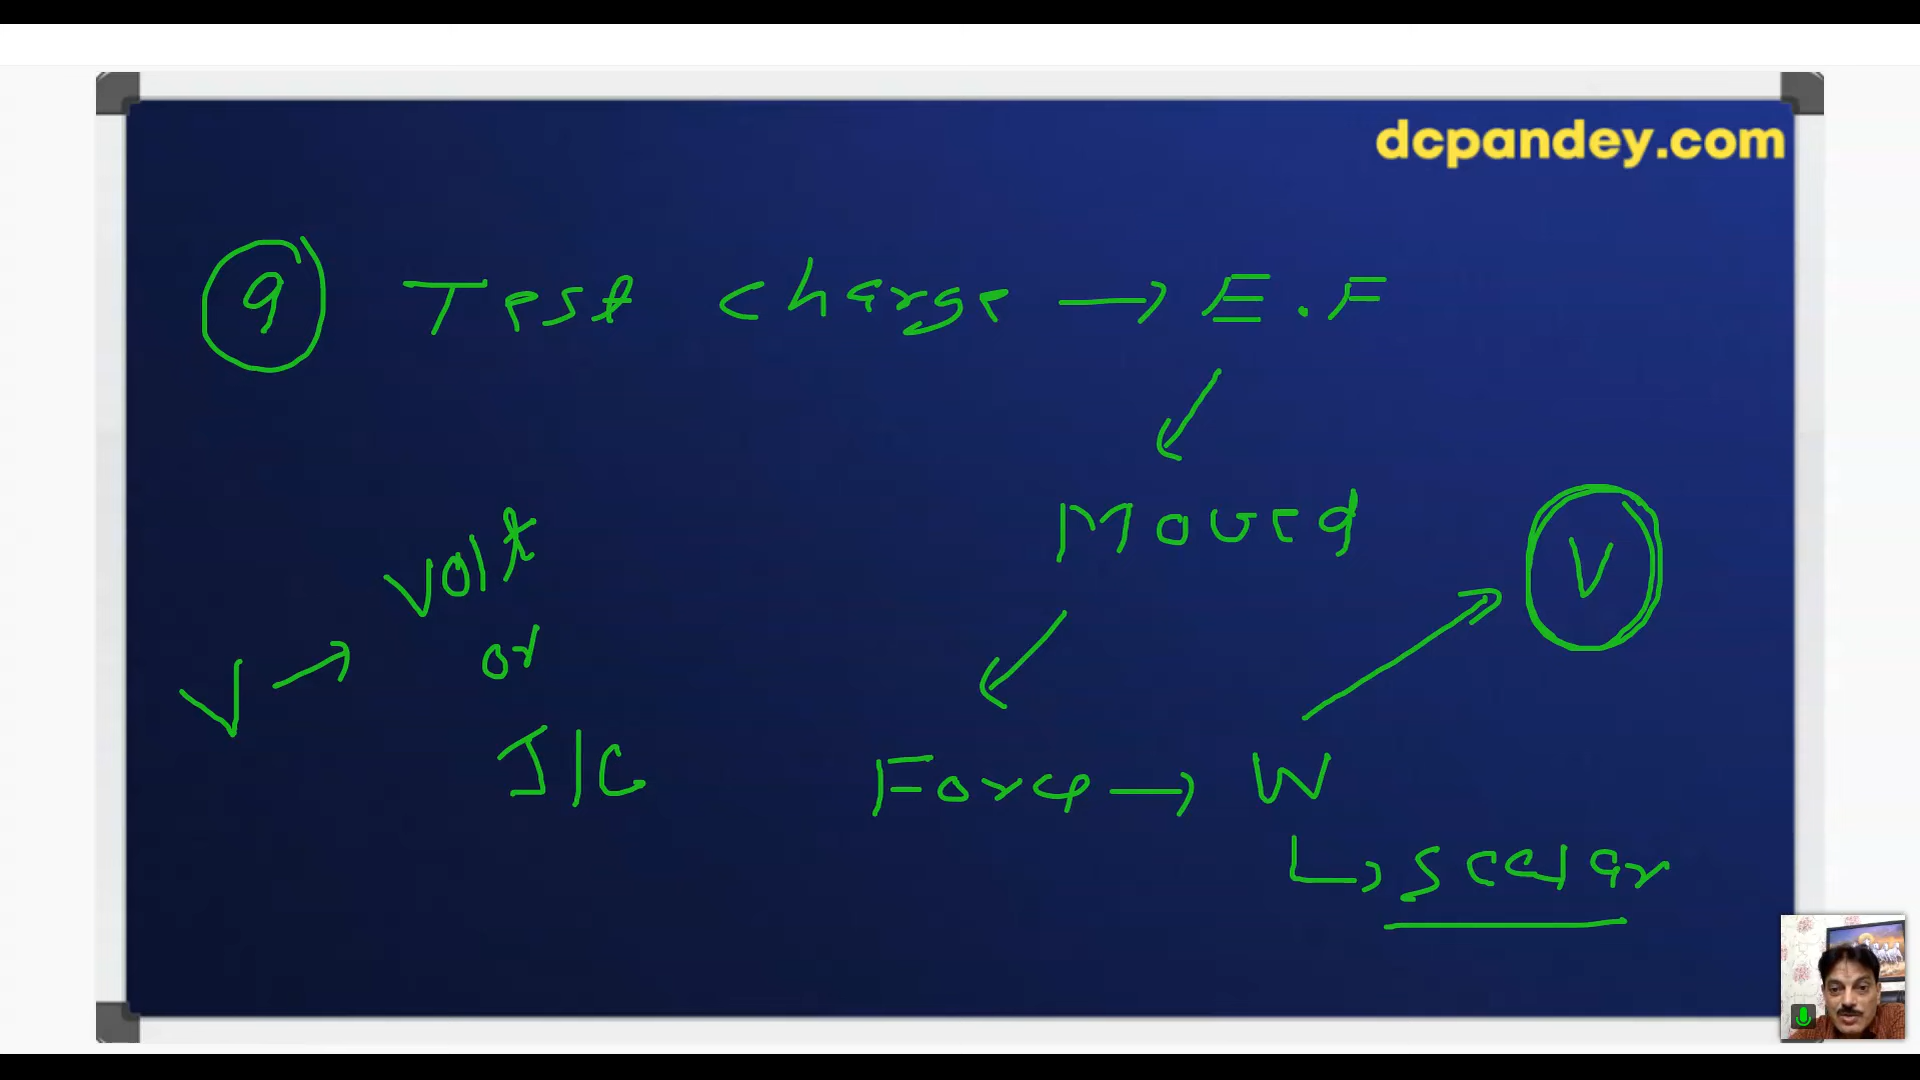 dcpandey.com
9 Test charge → E.F
Moved
V
V → Volt
or
J/C
Force → W
↳ Scalar